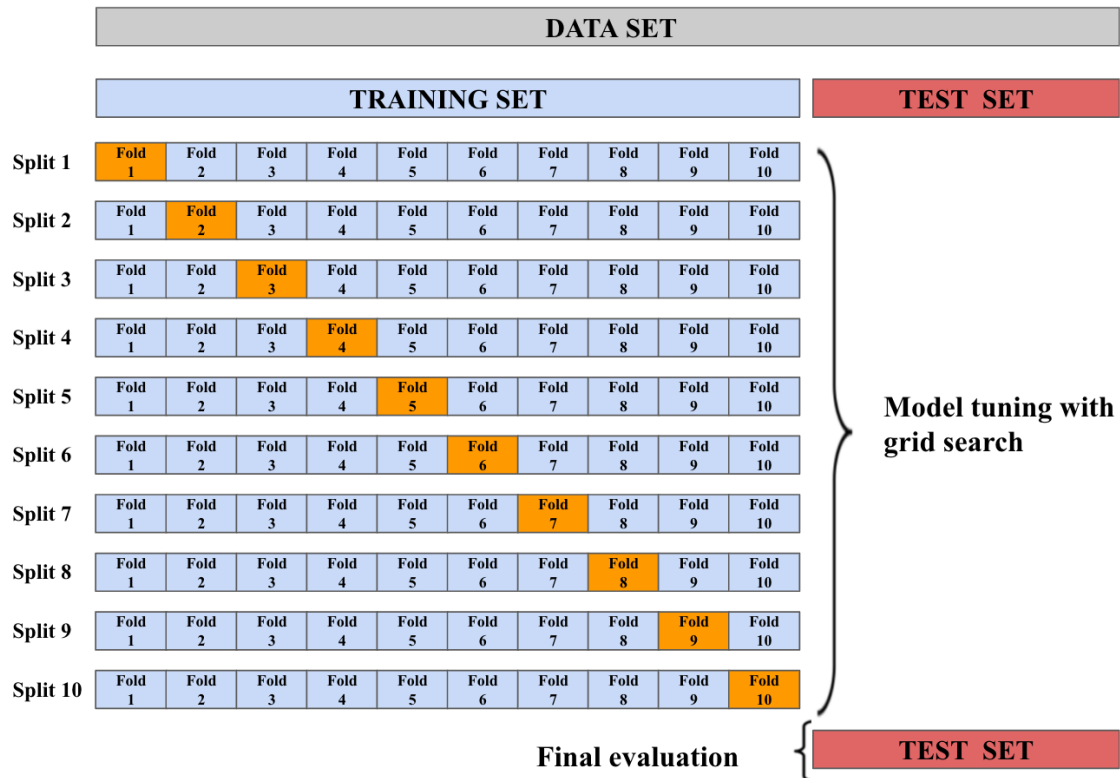 DATA SET
TRAINING SET
TEST SET
Split 1
Fold Fold Fold Fold Fold Fold Fold Fold Fold Fold
1 2 3 4 5 6 7 8 9 10
Split 2
Fold Fold Fold Fold Fold Fold Fold Fold Fold Fold
1 2 3 4 5 6 7 8 9 10
Split 3
Fold Fold Fold Fold Fold Fold Fold Fold Fold Fold
1 2 3 4 5 6 7 8 9 10
Split 4
Fold Fold Fold Fold Fold Fold Fold Fold Fold Fold
1 2 3 4 5 6 7 8 9 10
Split 5
Fold Fold Fold Fold Fold Fold Fold Fold Fold Fold
1 2 3 4 5 6 7 8 9 10
Split 6
Fold Fold Fold Fold Fold Fold Fold Fold Fold Fold
1 2 3 4 5 6 7 8 9 10
Split 7
Fold Fold Fold Fold Fold Fold Fold Fold Fold Fold
1 2 3 4 5 6 7 8 9 10
Split 8
Fold Fold Fold Fold Fold Fold Fold Fold Fold Fold
1 2 3 4 5 6 7 8 9 10
Split 9
Fold Fold Fold Fold Fold Fold Fold Fold Fold Fold
1 2 3 4 5 6 7 8 9 10
Split 10
Fold Fold Fold Fold Fold Fold Fold Fold Fold Fold
1 2 3 4 5 6 7 8 9 10
Model tuning with
grid search
Final evaluation
TEST SET